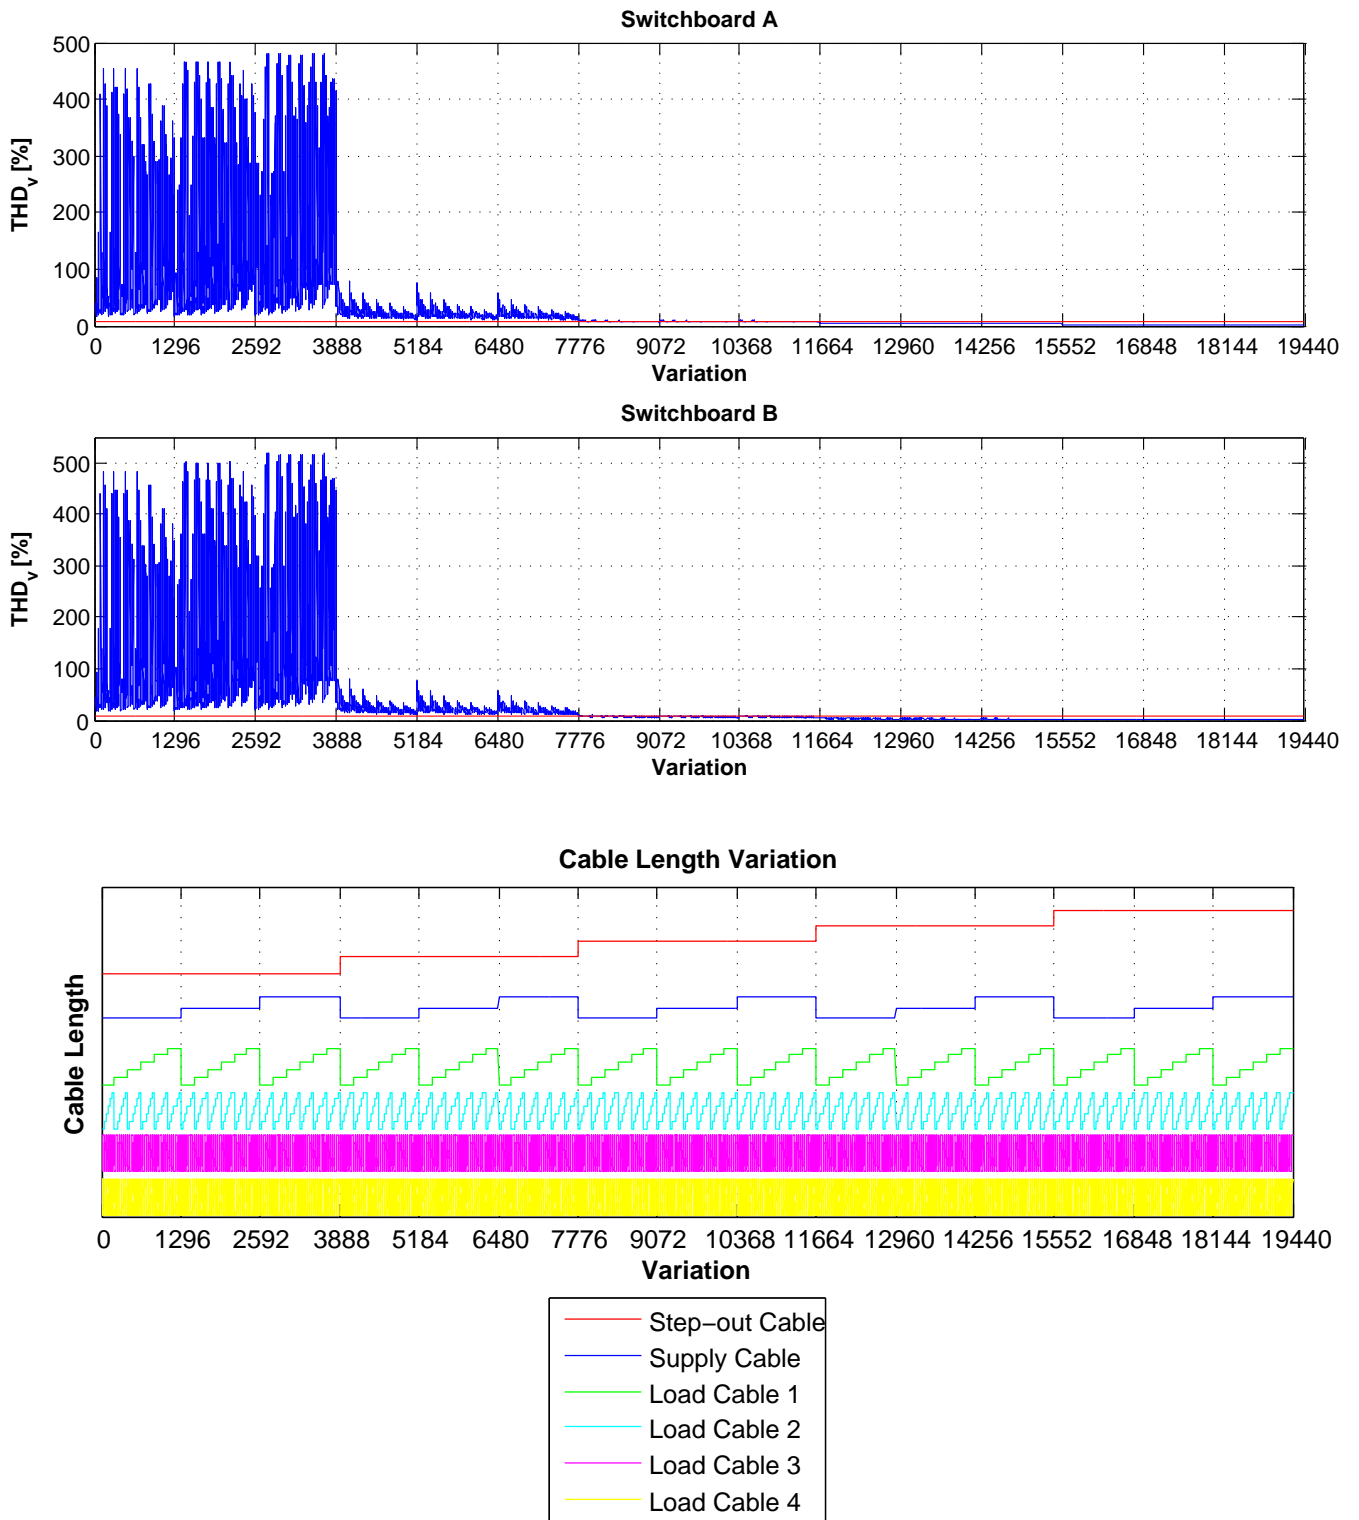 Switchboard A
500
400
300
200
100
0
THDv [%]
0 1296 2592 3888 5184 6480 7776 9072 10368 11664 12960 14256 15552 16848 18144 19440
Variation
Switchboard B
500
400
300
200
100
0
THDv [%]
0 1296 2592 3888 5184 6480 7776 9072 10368 11664 12960 14256 15552 16848 18144 19440
Variation
Cable Length Variation
Cable Length
0 1296 2592 3888 5184 6480 7776 9072 10368 11664 12960 14256 15552 16848 18144 19440
Variation
Step−out Cable
Supply Cable
Load Cable 1
Load Cable 2
Load Cable 3
Load Cable 4